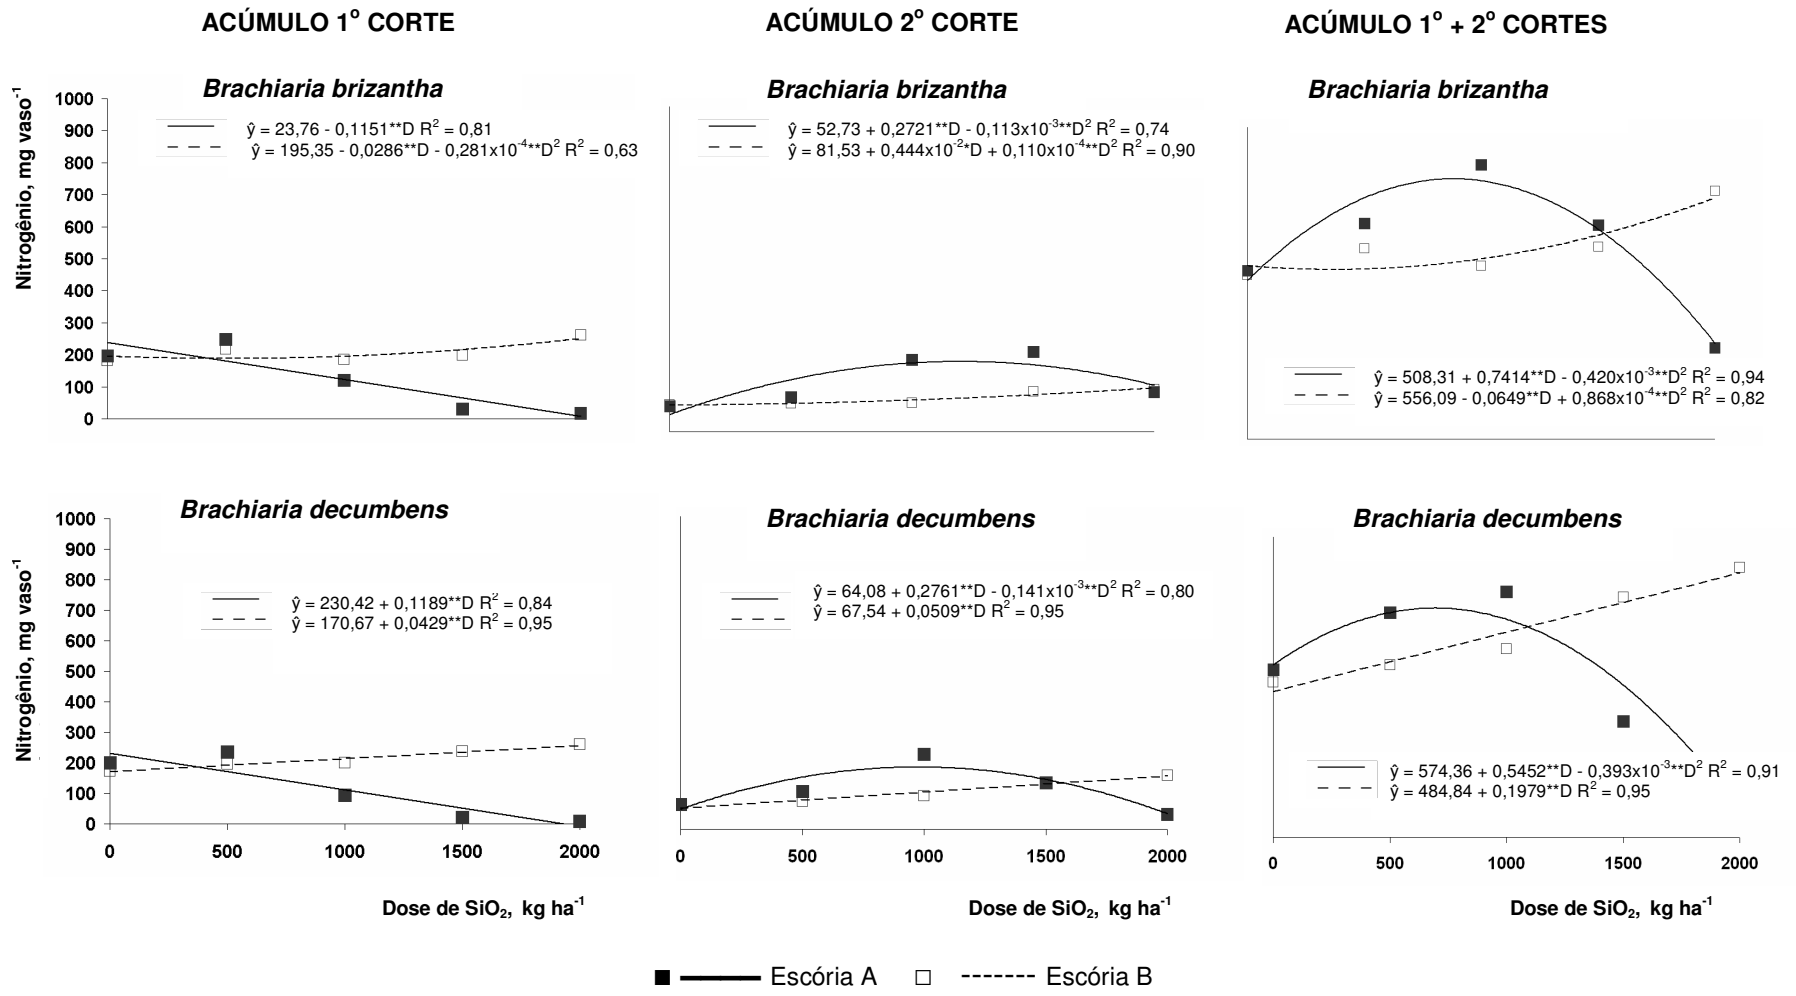 ACÚMULO 1º CORTE
ACÚMULO 2º CORTE
ACÚMULO 1º + 2º CORTES
Brachiaria brizantha
Nitrogênio, mg vaso⁻¹
1000
900
800
700
600
500
400
300
200
100
0
ŷ = 23,76 - 0,1151**D R² = 0,81
ŷ = 195,35 - 0,0286**D - 0,281x10⁻⁴**D² R² = 0,63
Brachiaria brizantha
ŷ = 52,73 + 0,2721**D - 0,113x10⁻³**D² R² = 0,74
ŷ = 81,53 + 0,444x10⁻²*D + 0,110x10⁻⁴**D² R² = 0,90
Brachiaria brizantha
ŷ = 508,31 + 0,7414**D - 0,420x10⁻³**D² R² = 0,94
ŷ = 556,09 - 0,0649**D + 0,868x10⁻⁴**D² R² = 0,82
Brachiaria decumbens
Nitrogênio, mg vaso⁻¹
1000
900
800
700
600
500
400
300
200
100
0
ŷ = 230,42 + 0,1189**D R² = 0,84
ŷ = 170,67 + 0,0429**D R² = 0,95
0 500 1000 1500 2000
Dose de SiO₂, kg ha⁻¹
Brachiaria decumbens
ŷ = 64,08 + 0,2761**D - 0,141x10⁻³**D² R² = 0,80
ŷ = 67,54 + 0,0509**D R² = 0,95
0 500 1000 1500 2000
Dose de SiO₂, kg ha⁻¹
Brachiaria decumbens
ŷ = 574,36 + 0,5452**D - 0,393x10⁻³**D² R² = 0,91
ŷ = 484,84 + 0,1979**D R² = 0,95
0 500 1000 1500 2000
Dose de SiO₂, kg ha⁻¹
Escória A Escória B